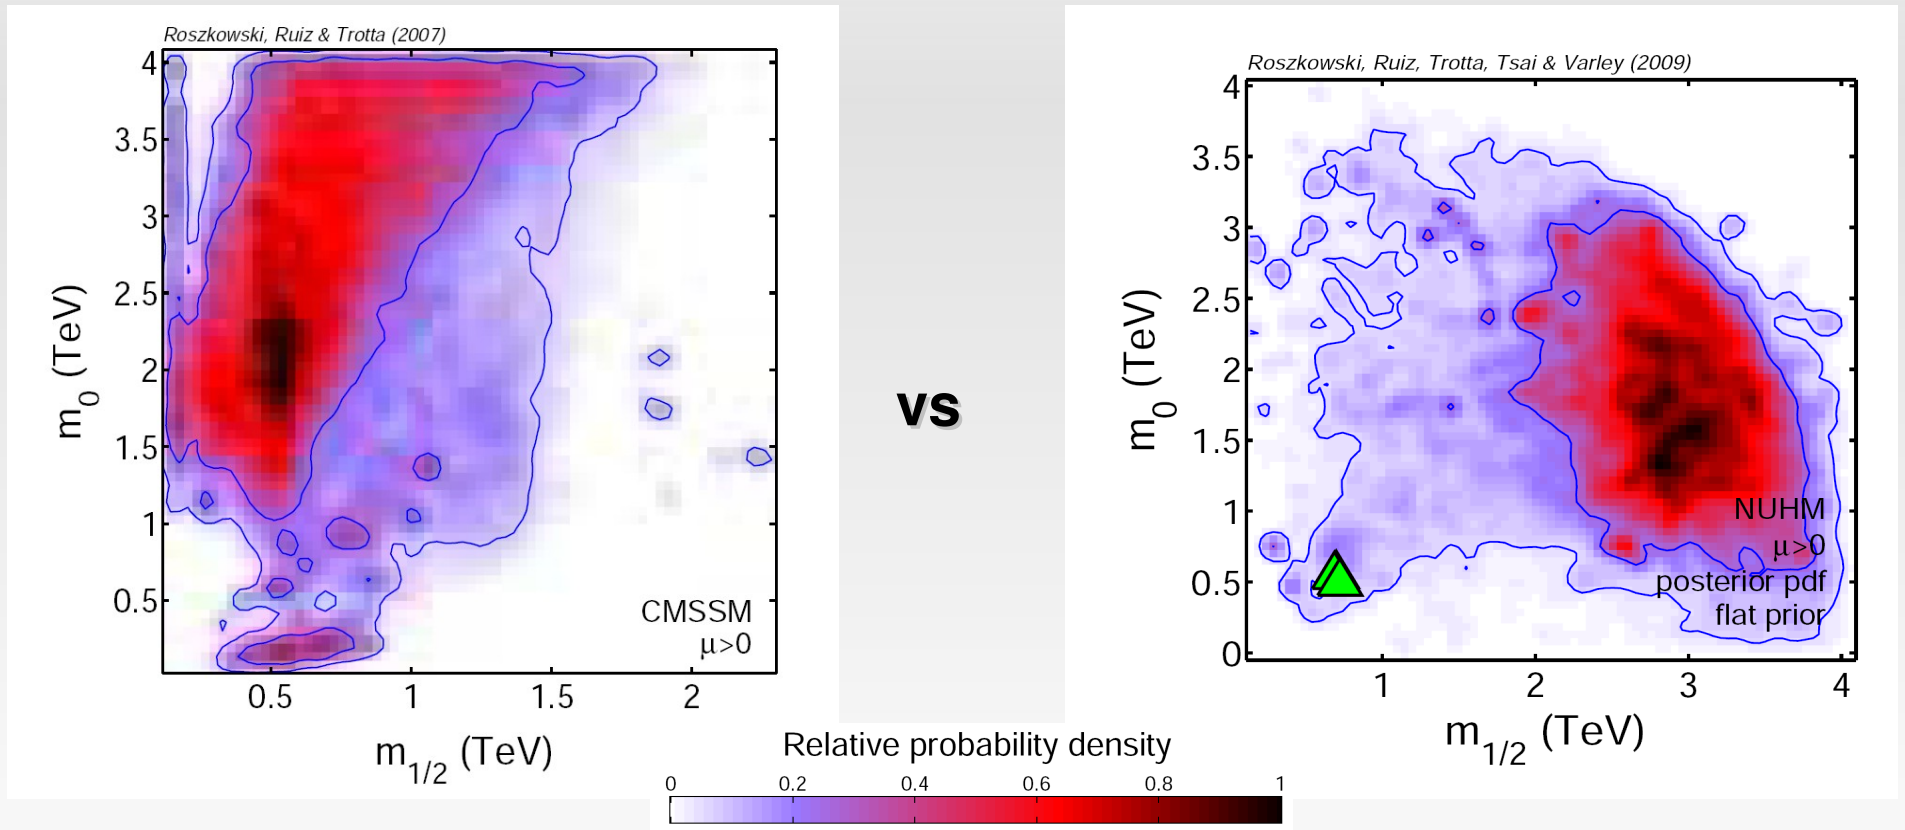 Roszkowski, Ruiz & Trotta (2007)
4
3.5
3
2.5
2
1.5
1
0.5
m0 (TeV)
CMSSM
μ>0
0.5 1 1.5 2
m1/2 (TeV)
vs
Roszkowski, Ruiz, Trotta, Tsai & Varley (2009)
4
3.5
3
2.5
2
1.5
1
0.5
0
m0 (TeV)
NUHM
μ>0
posterior pdf
flat prior
1 2 3 4
m1/2 (TeV)
Relative probability density
0 0.2 0.4 0.6 0.8 1